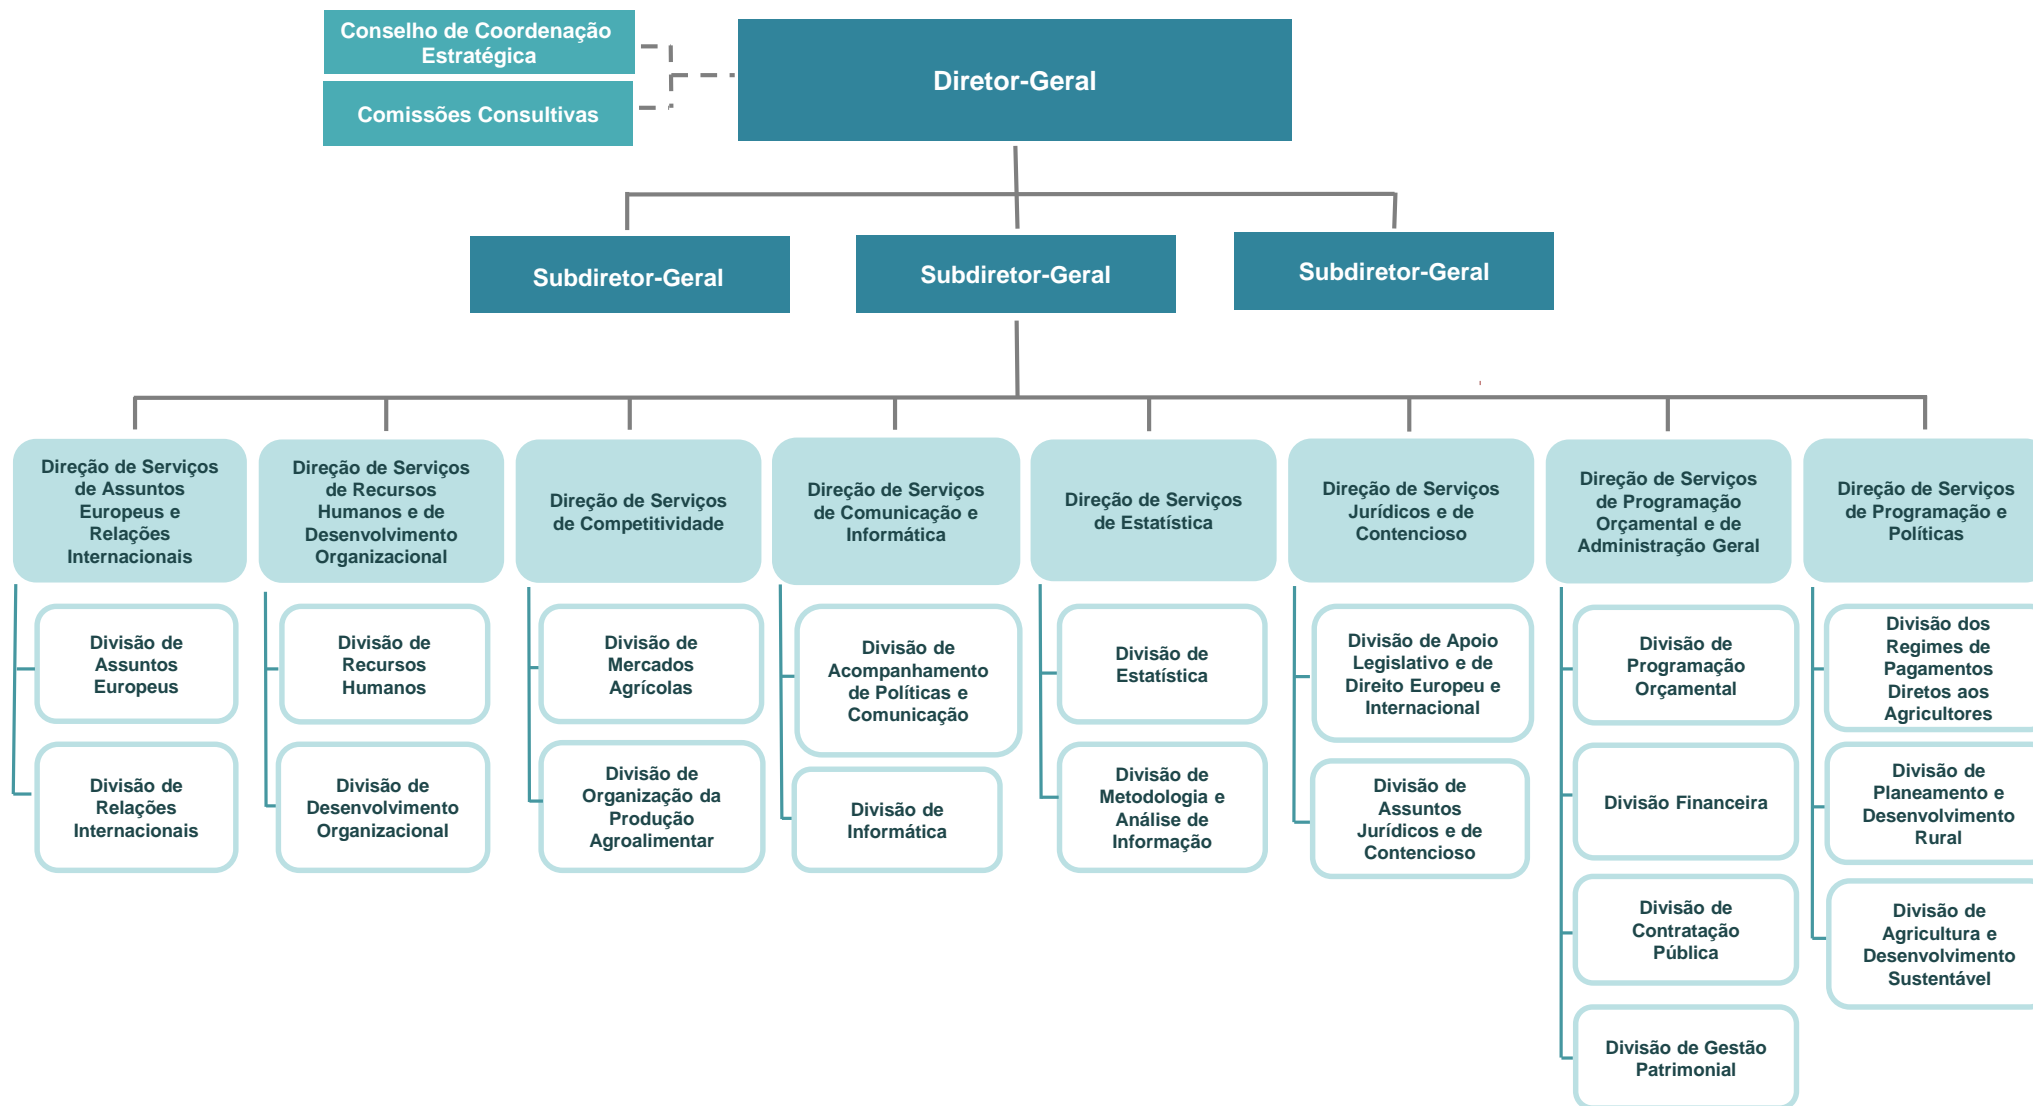 Conselho de Coordenação
Estratégica
Comissões Consultivas
Diretor-Geral
Subdiretor-Geral
Subdiretor-Geral
Subdiretor-Geral
Direção de Serviços
de Assuntos
Europeus e
Relações
Internacionais
Divisão de
Assuntos
Europeus
Divisão de
Relações
Internacionais
Direção de Serviços
de Recursos
Humanos e de
Desenvolvimento
Organizacional
Divisão de
Recursos
Humanos
Divisão de
Desenvolvimento
Organizacional
Direção de Serviços
de Competitividade
Divisão de
Mercados
Agrícolas
Divisão de
Organização da
Produção
Agroalimentar
Direção de Serviços
de Comunicação e
Informática
Divisão de
Acompanhamento
de Políticas e
Comunicação
Divisão de
Informática
Direção de Serviços
de Estatística
Divisão de
Estatística
Divisão de
Metodologia e
Análise de
Informação
Direção de Serviços
Jurídicos e de
Contencioso
Divisão de Apoio
Legislativo e de
Direito Europeu e
Internacional
Divisão de
Assuntos
Jurídicos e de
Contencioso
Direção de Serviços
de Programação
Orçamental e de
Administração Geral
Divisão de
Programação
Orçamental
Divisão Financeira
Divisão de
Contratação
Pública
Divisão de Gestão
Patrimonial
Direção de Serviços
de Programação e
Políticas
Divisão dos
Regimes de
Pagamentos
Diretos aos
Agricultores
Divisão de
Planeamento e
Desenvolvimento
Rural
Divisão de
Agricultura e
Desenvolvimento
Sustentável